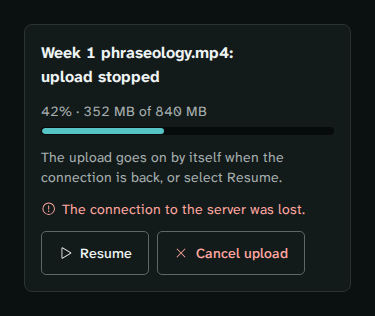 Week 1 phraseology.mp4:
upload stopped
42% · 352 MB of 840 MB
The upload goes on by itself when the
connection is back, or select Resume.
The connection to the server was lost.
Resume
Cancel upload